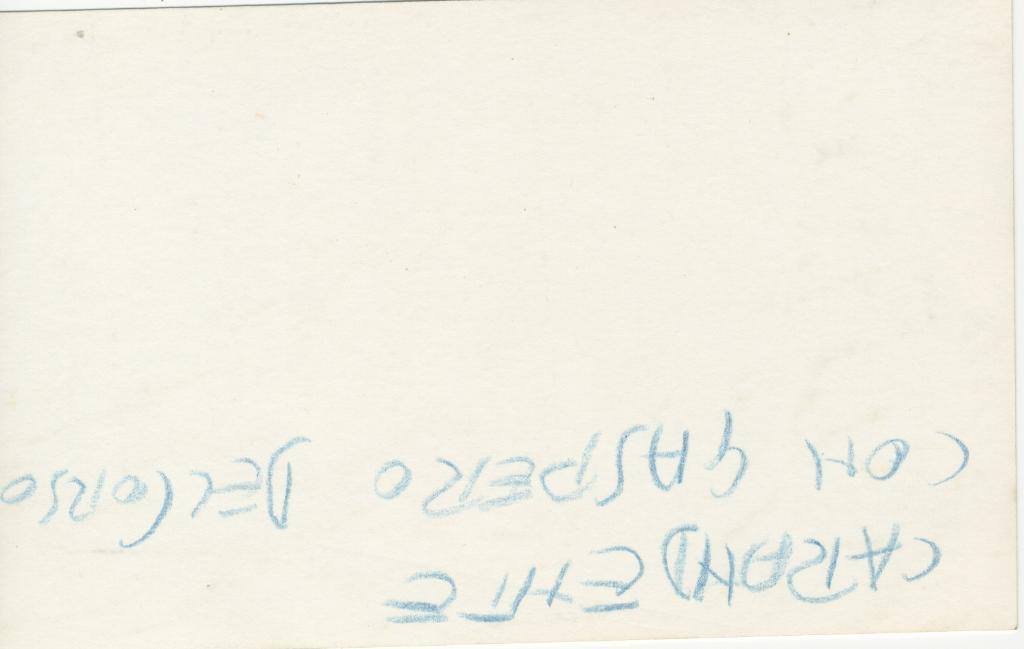 CARANDENTE
CON GASPERO DEL CORSO